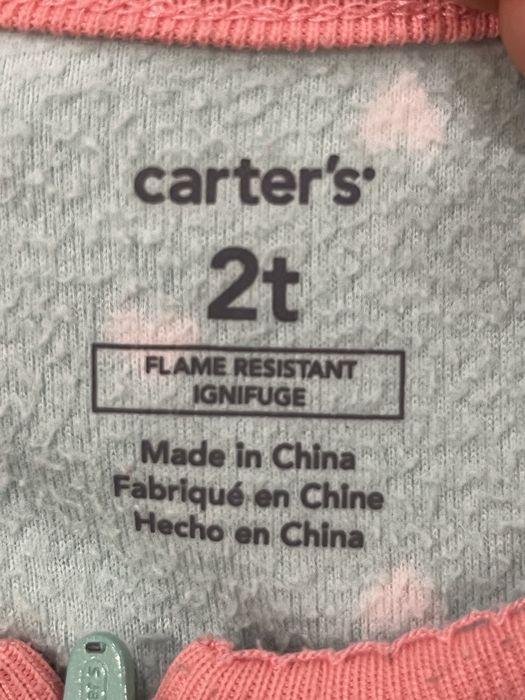 carter's
2t
FLAME RESISTANT
IGNIFUGE
Made in China
Fabriqué en Chine
Hecho en China